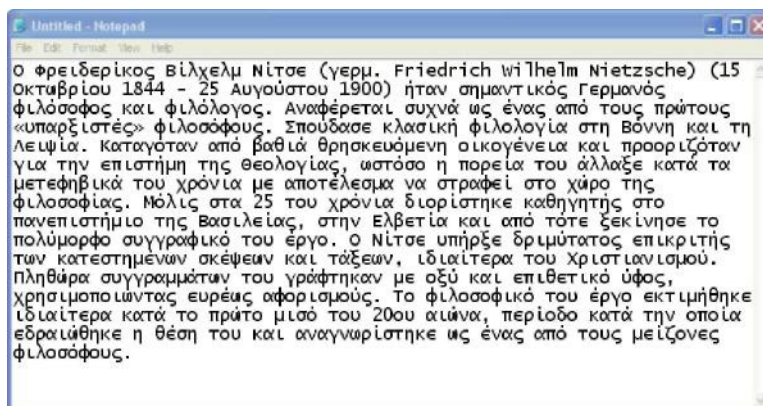 Untitled - Notepad
File Edit Format View Help
Ο Φρειδερίκος Βίλχελμ Νίτσε (γερμ. Friedrich Wilhelm Nietzsche) (15
Οκτωβρίου 1844 – 25 Αυγούστου 1900) ήταν σημαντικός Γερμανός
φιλόσοφος και φιλόλογος. Αναφέρεται συχνά ως ένας από τους πρώτους
«υπαρξιστές» φιλοσόφους. Σπούδασε κλασική φιλολογία στη Βόννη και τη
Λειψία. Καταγόταν από βαθιά θρησκευόμενη οικογένεια και προοριζόταν
για την επιστήμη της Θεολογίας, ωστόσο η πορεία του άλλαξε κατά τα
μετεφηβικά του χρόνια με αποτέλεσμα να στραφεί στο χώρο της
φιλοσοφίας. Μόλις στα 25 του χρόνια διορίστηκε καθηγητής στο
πανεπιστήμιο της Βασιλείας, στην Ελβετία και από τότε ξεκίνησε το
πολύμορφο συγγραφικό του έργο. Ο Νίτσε υπήρξε δριμύτατος επικριτής
των κατεστημένων σκέψεων και τάξεων, ιδιαίτερα του Χριστιανισμού.
Πληθώρα συγγραμμάτων του γράφτηκαν με οξύ και επιθετικό ύφος,
χρησιμοποιώντας ευρέως αφορισμούς. Το φιλοσοφικό του έργο εκτιμήθηκε
ιδιαίτερα κατά το πρώτο μισό του 20ου αιώνα, περίοδο κατά την οποία
εδραιώθηκε η θέση του και αναγνωρίστηκε ως ένας από τους μείζονες
φιλοσόφους.